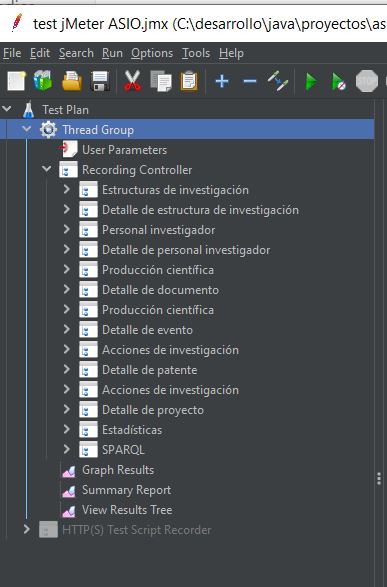 test jMeter ASIO.jmx (C:\desarrollo\java\proyectos\as
File Edit Search Run Options Tools Help
STOP
Test Plan
Thread Group
User Parameters
Recording Controller
Estructuras de investigación
Detalle de estructura de investigación
Personal investigador
Detalle de personal investigador
Producción científica
Detalle de documento
Producción científica
Detalle de evento
Acciones de investigación
Detalle de patente
Acciones de investigación
Detalle de proyecto
Estadísticas
SPARQL
Graph Results
Summary Report
View Results Tree
HTTP(S) Test Script Recorder